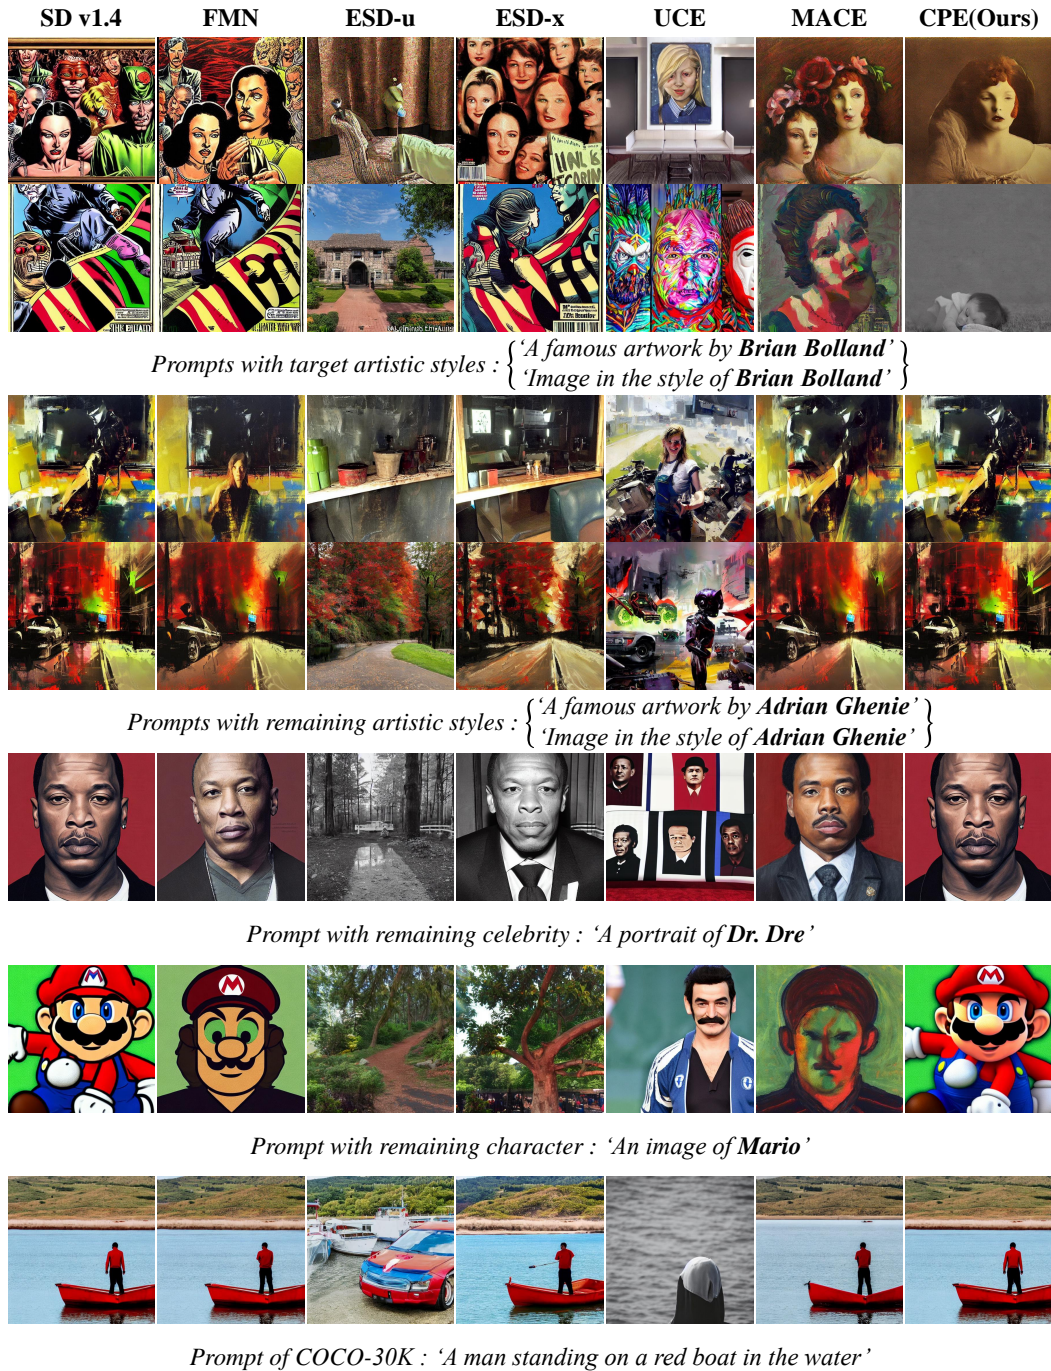 SD v1.4 FMN ESD-u ESD-x UCE MACE CPE(Ours)
Prompts with target artistic styles : {'A famous artwork by Brian Bolland'
'Image in the style of Brian Bolland'}
Prompts with remaining artistic styles : {'A famous artwork by Adrian Ghenie'
'Image in the style of Adrian Ghenie'}
Prompt with remaining celebrity : 'A portrait of Dr. Dre'
M M M
Prompt with remaining character : 'An image of Mario'
Prompt of COCO-30K : 'A man standing on a red boat in the water'